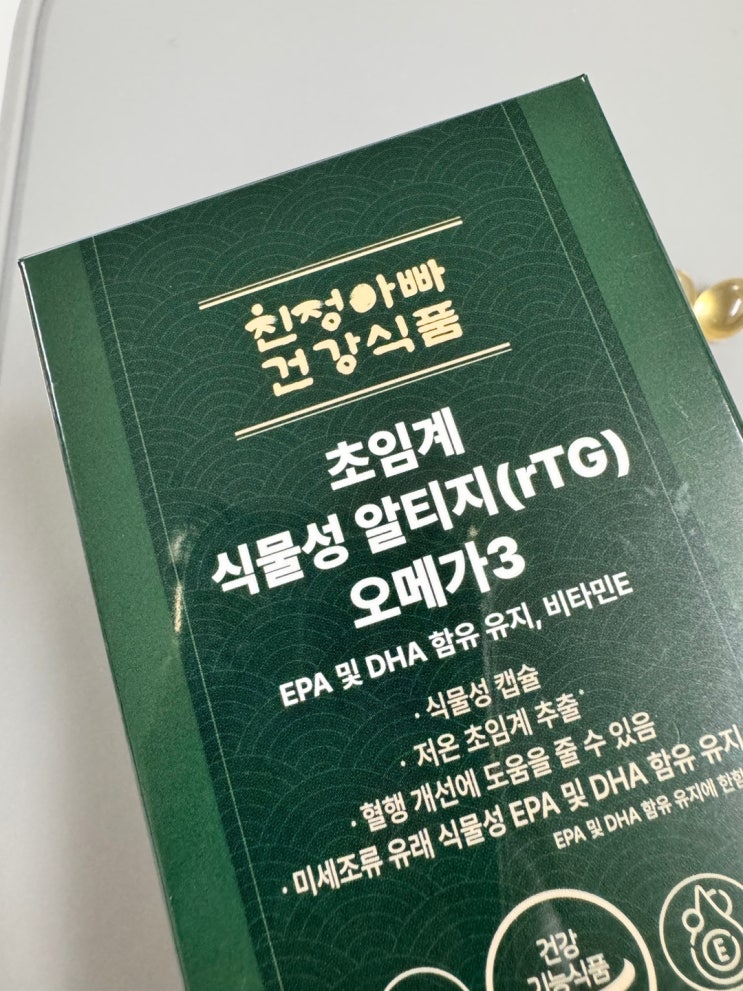 친정아빠
건강식품
초임계
식물성 알티지(rTG)
오메가3
EPA 및 DHA 함유 유지, 비타민E
· 식물성 캡슐
· 저온 초임계 추출*
· 혈행 개선에 도움을 줄 수 있음
· 미세조류 유래 식물성 EPA 및 DHA 함유 유지
EPA 및 DHA 함유 유지에 한함
건강
기능식품
E